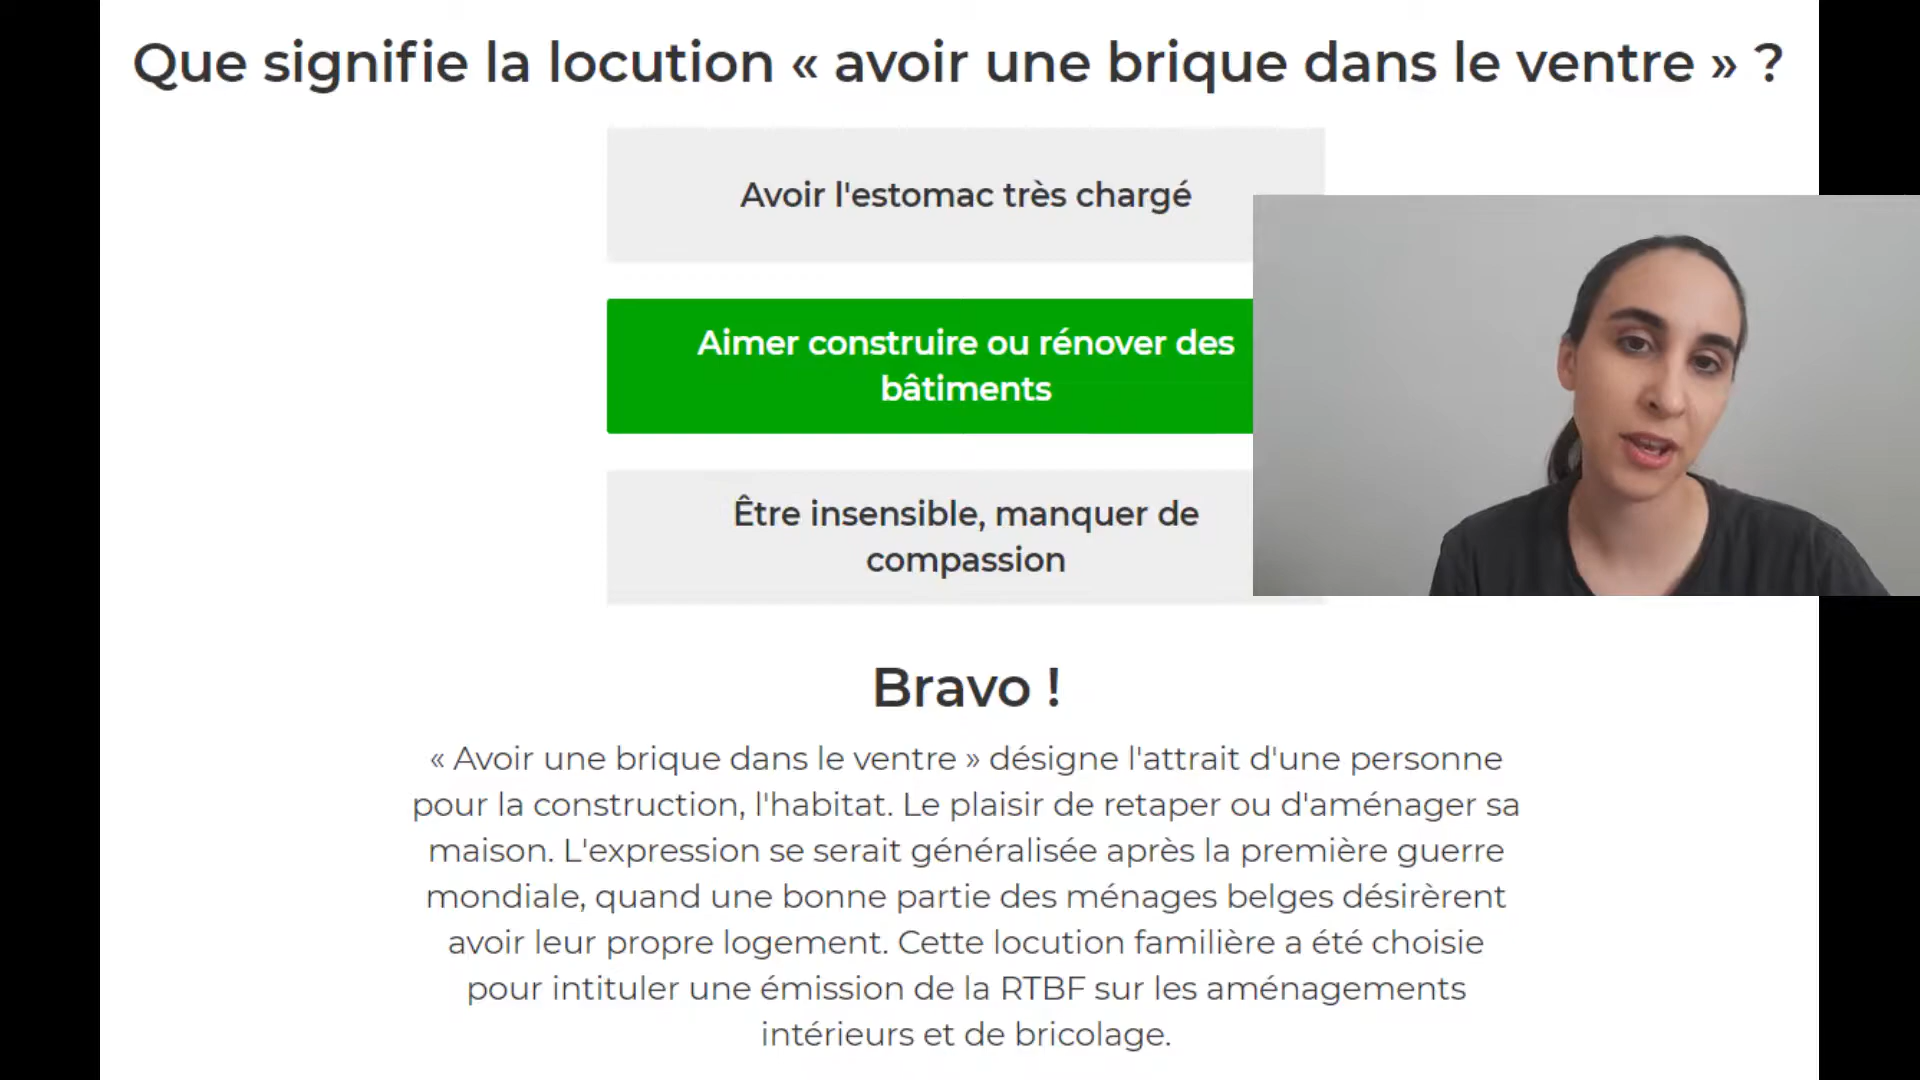 Que signifie la locution « avoir une brique dans le ventre » ?
Avoir l'estomac très chargé
Aimer construire ou rénover des
bâtiments
Être insensible, manquer de
compassion
Bravo !
« Avoir une brique dans le ventre » désigne l'attrait d'une personne
pour la construction, l'habitat. Le plaisir de retaper ou d'aménager sa
maison. L'expression se serait généralisée après la première guerre
mondiale, quand une bonne partie des ménages belges désirèrent
avoir leur propre logement. Cette locution familière a été choisie
pour intituler une émission de la RTBF sur les aménagements
intérieurs et de bricolage.